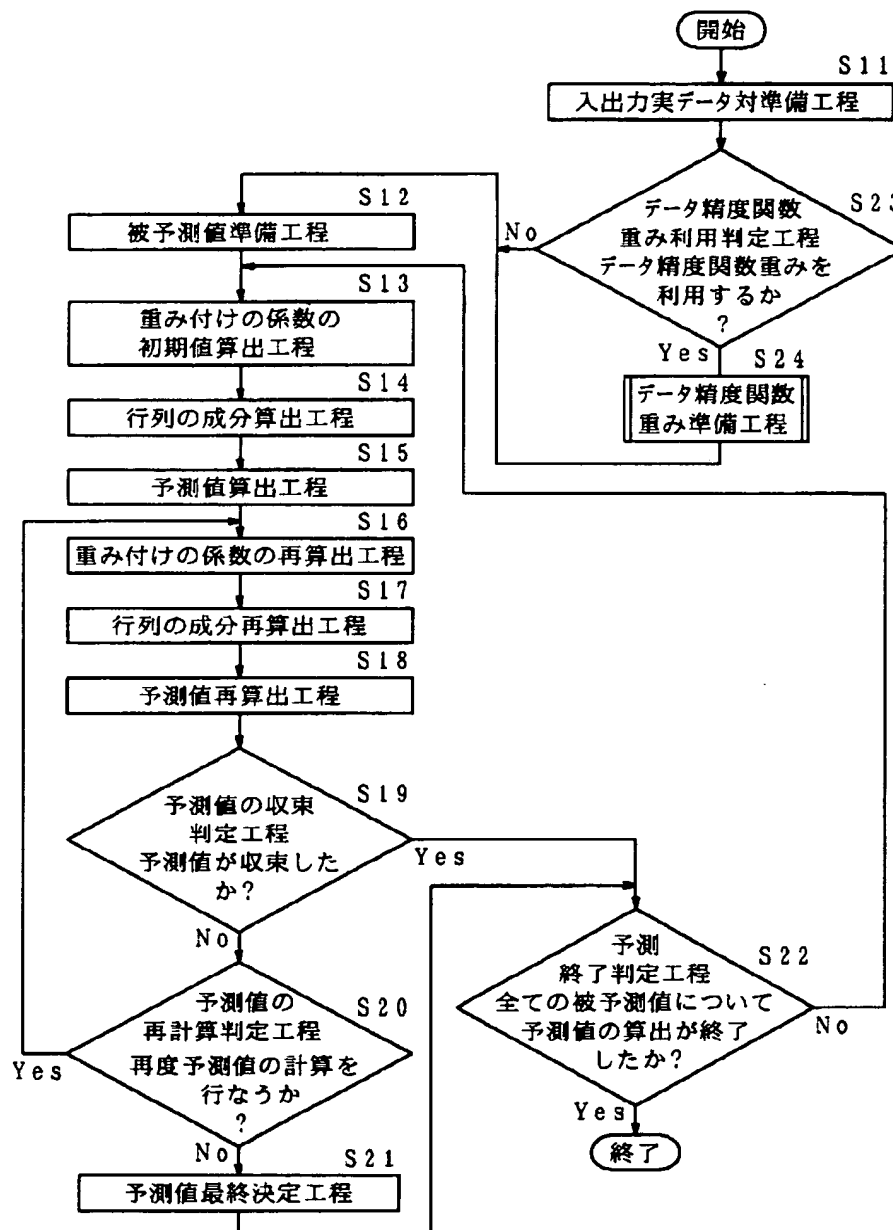 開始
S11
入出力実データ対準備工程
S23
データ精度関数
重み利用判定工程
データ精度関数重みを
利用するか
?
No
Yes
S24
データ精度関数
重み準備工程
S12
被予測値準備工程
S13
重み付けの係数の
初期値算出工程
S14
行列の成分算出工程
S15
予測値算出工程
S16
重み付けの係数の再算出工程
S17
行列の成分再算出工程
S18
予測値再算出工程
S19
予測値の収束
判定工程
予測値が収束した
か?
Yes
No
S20
予測値の
再計算判定工程
再度予測値の計算を
行なうか
?
Yes
No
S21
予測値最終決定工程
S22
予測
終了判定工程
全ての被予測値について
予測値の算出が終了
したか?
No
Yes
終了